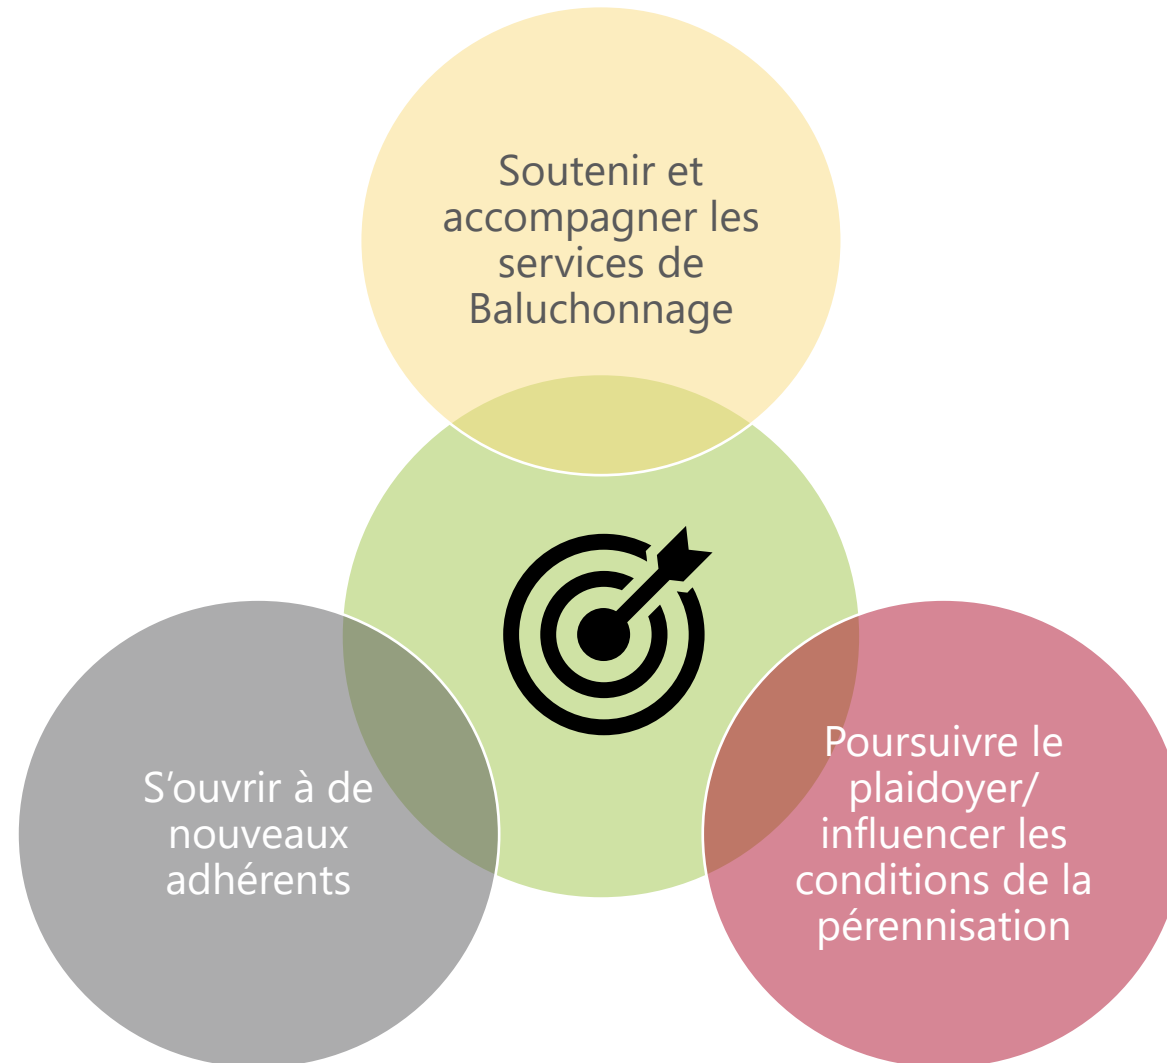 Soutenir et
accompagner les
services de
Baluchonnage
S’ouvrir à de
nouveaux
adhérents
Poursuivre le
plaidoyer/
influencer les
conditions de la
pérennisation